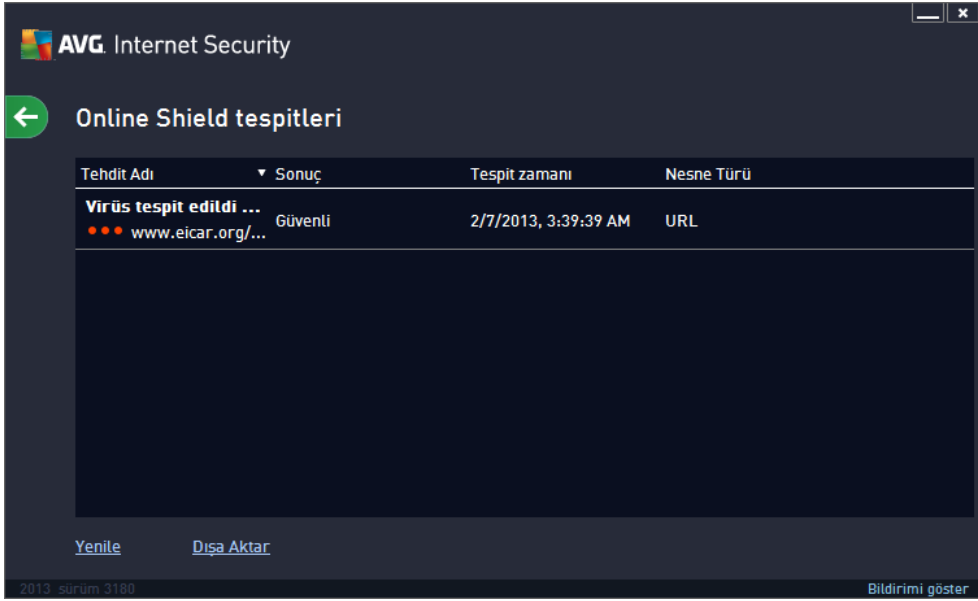 AVG. Internet Security
Online Shield tespitleri
Tehdit Adı Sonuç Tespit zamanı Nesne Türü
Virüs tespit edildi ...
www.eicar.org/... Güvenli 2/7/2013, 3:39:39 AM URL
Yenile Dışa Aktar
2013 sürüm 3180 Bildirimi göster